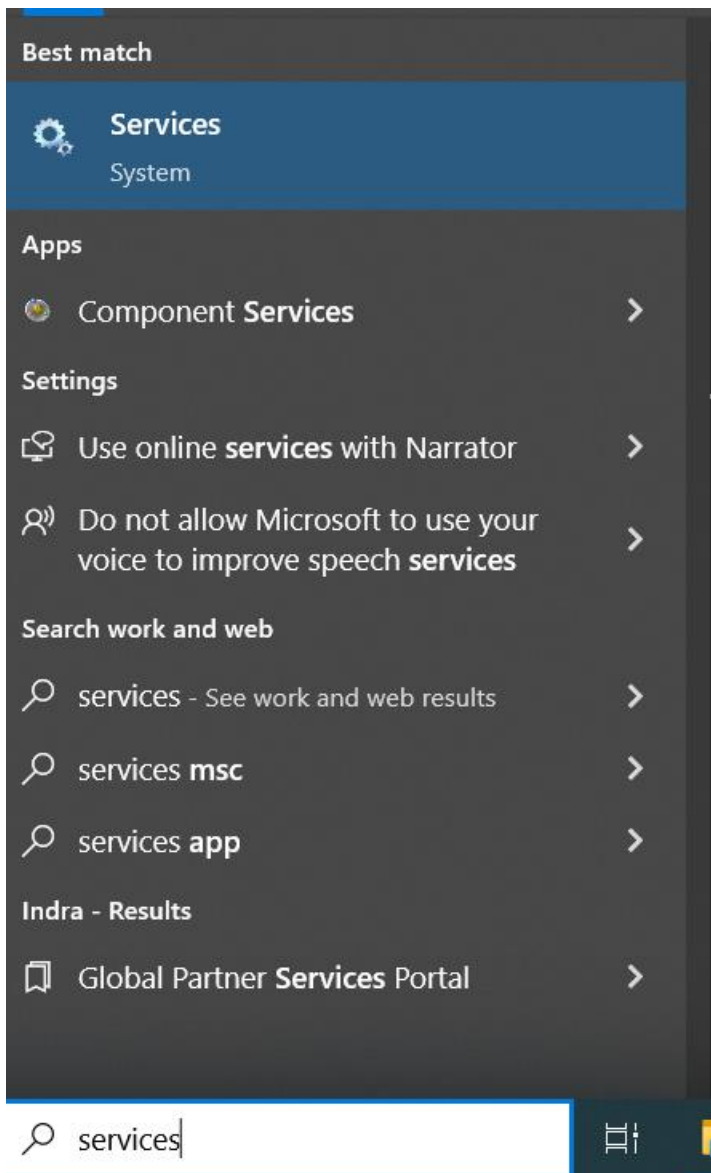 Best match
Services
System
Apps
Component Services
Settings
Use online services with Narrator
Do not allow Microsoft to use your
voice to improve speech services
Search work and web
services - See work and web results
services msc
services app
Indra - Results
Global Partner Services Portal
services